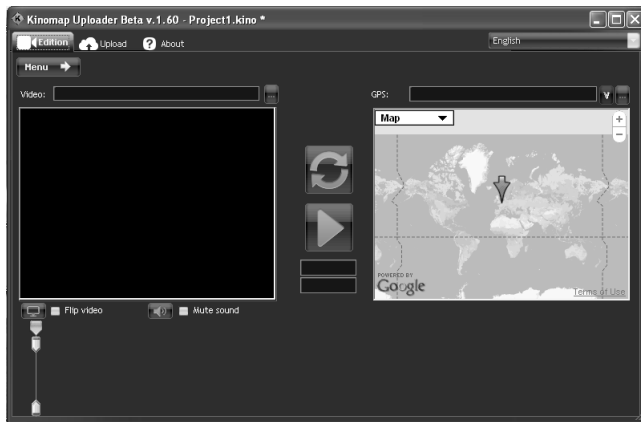 Kinomap Uploader Beta v.1.60 - Project1.kino *
Edition Upload ? About English
Menu
Video: ... GPS: V ...
Map
+
-
POWERED BY
Google
Terms of Use
Flip video Mute sound